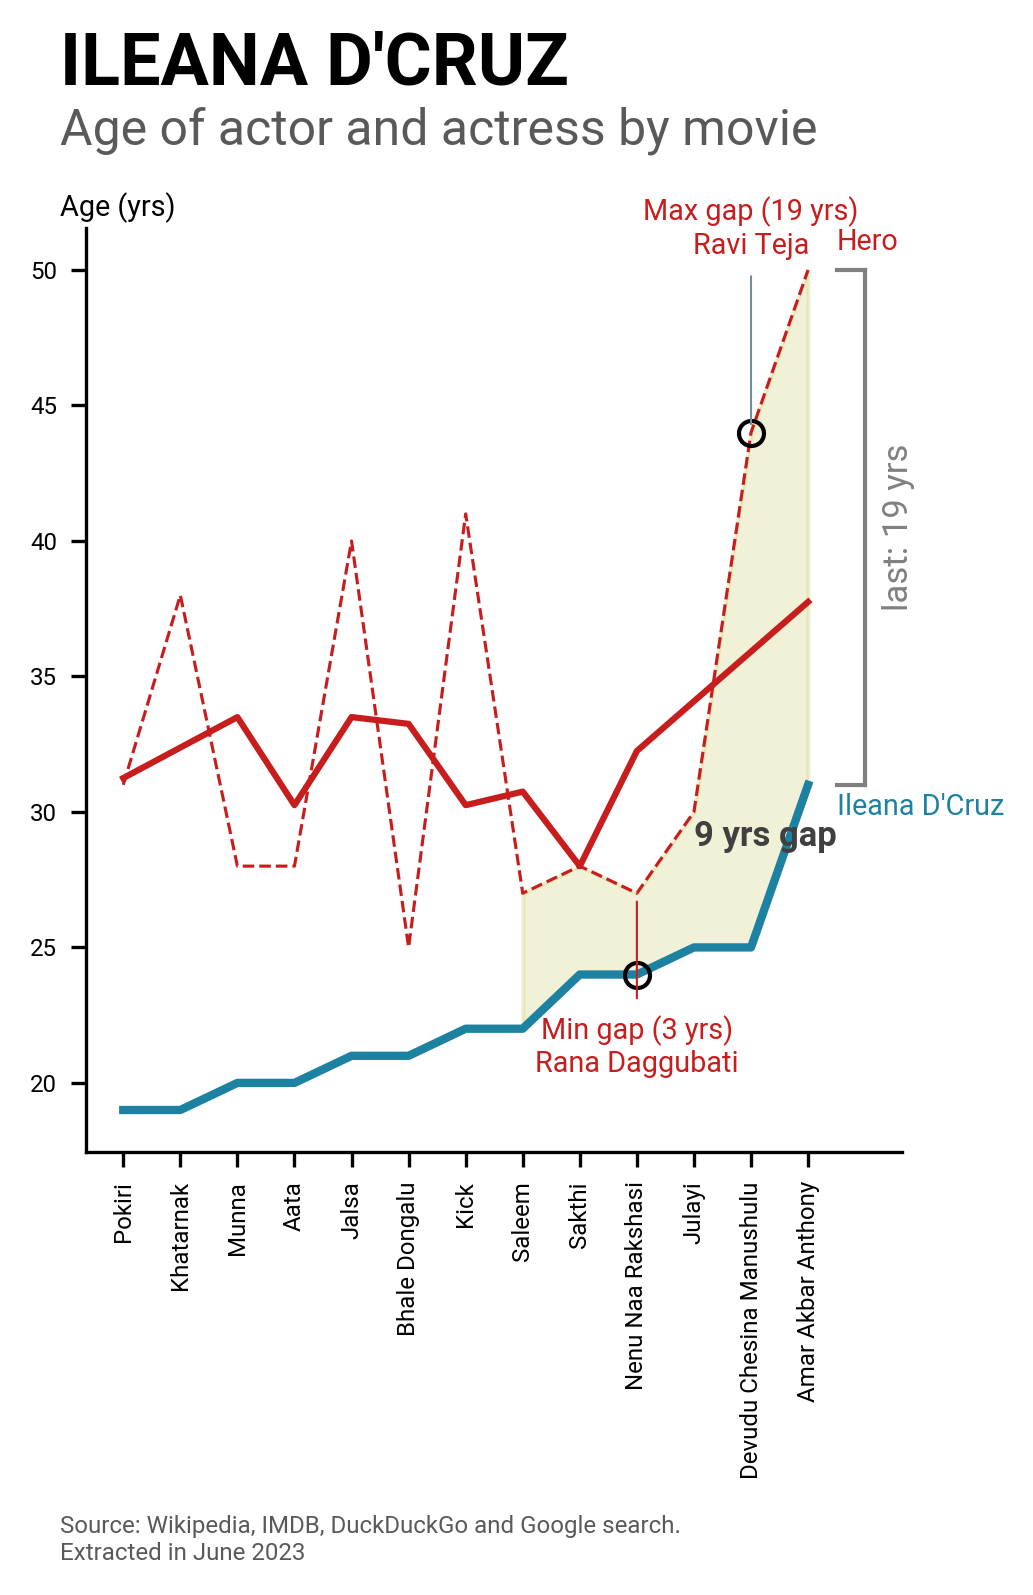 ILEANA D'CRUZ
Age of actor and actress by movie
Age (yrs)
Max gap (19 yrs)
Ravi Teja
Hero
50
45
40
35
30
25
20
last: 19 yrs
Ileana D'Cruz
9 yrs gap
Min gap (3 yrs)
Rana Daggubati
Pokiri
Khatarnak
Munna
Aata
Jalsa
Bhale Dongalu
Kick
Saleem
Sakthi
Nenu Naa Rakshasi
Julayi
Devudu Chesina Manushulu
Amar Akbar Anthony
Source: Wikipedia, IMDB, DuckDuckGo and Google search.
Extracted in June 2023